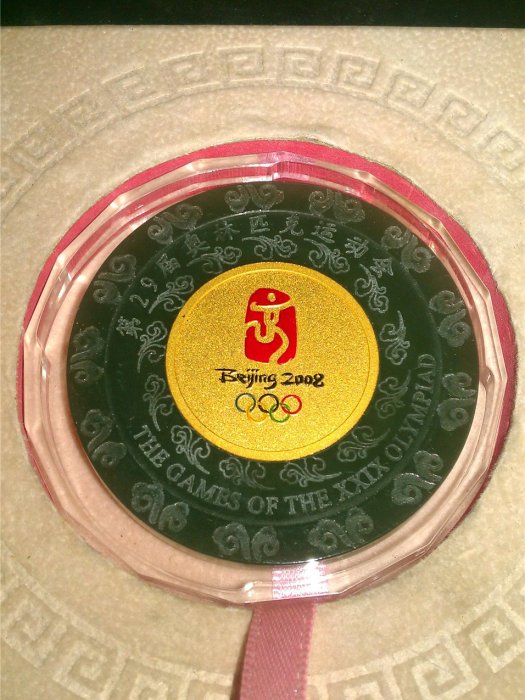 第29届奥林匹克运动会
Beijing 2008
THE GAMES OF THE XXIX OLYMPIAD